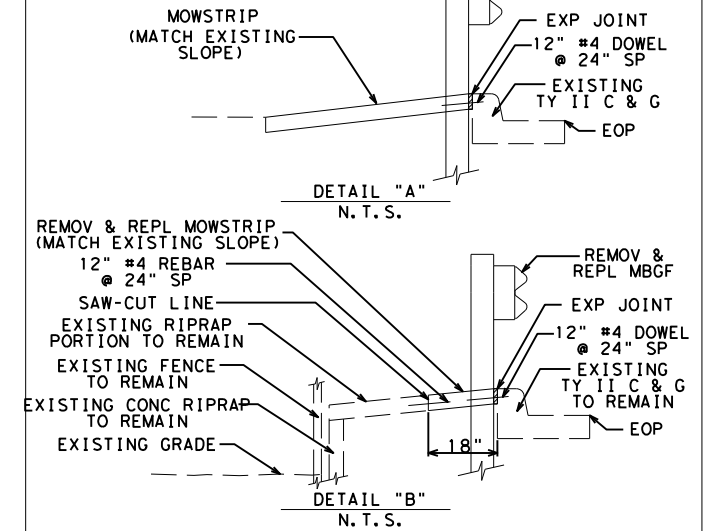 MOWSTRIP
(MATCH EXISTING
SLOPE)
EXP JOINT
12" #4 DOWEL
@ 24" SP
EXISTING
TY II C & G
EOP
DETAIL "A"
N.T.S.
REMOV & REPL MOWSTRIP
(MATCH EXISTING SLOPE)
12" #4 REBAR
@ 24" SP
SAW-CUT LINE
EXISTING RIPRAP
PORTION TO REMAIN
EXISTING FENCE
TO REMAIN
EXISTING CONC RIPRAP
TO REMAIN
EXISTING GRADE
REMOV &
REPL MBGF
EXP JOINT
12" #4 DOWEL
@ 24" SP
EXISTING
TY II C & G
TO REMAIN
EOP
18"
DETAIL "B"
N.T.S.